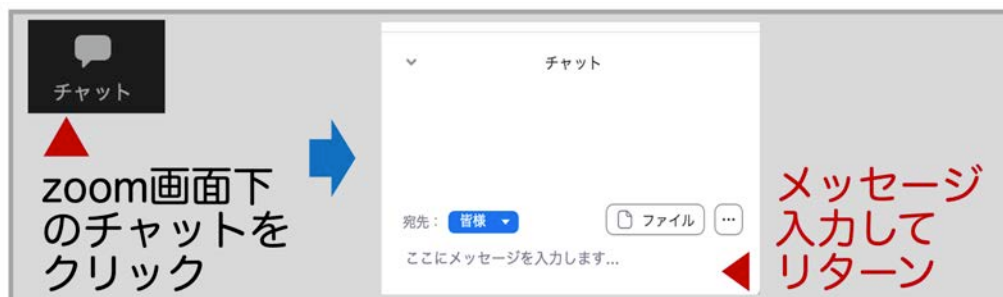 チャット
zoom画面下
のチャットを
クリック
チャット
宛先： 皆様 ファイル ...
ここにメッセージを入力します...
メッセージ
入力して
リターン